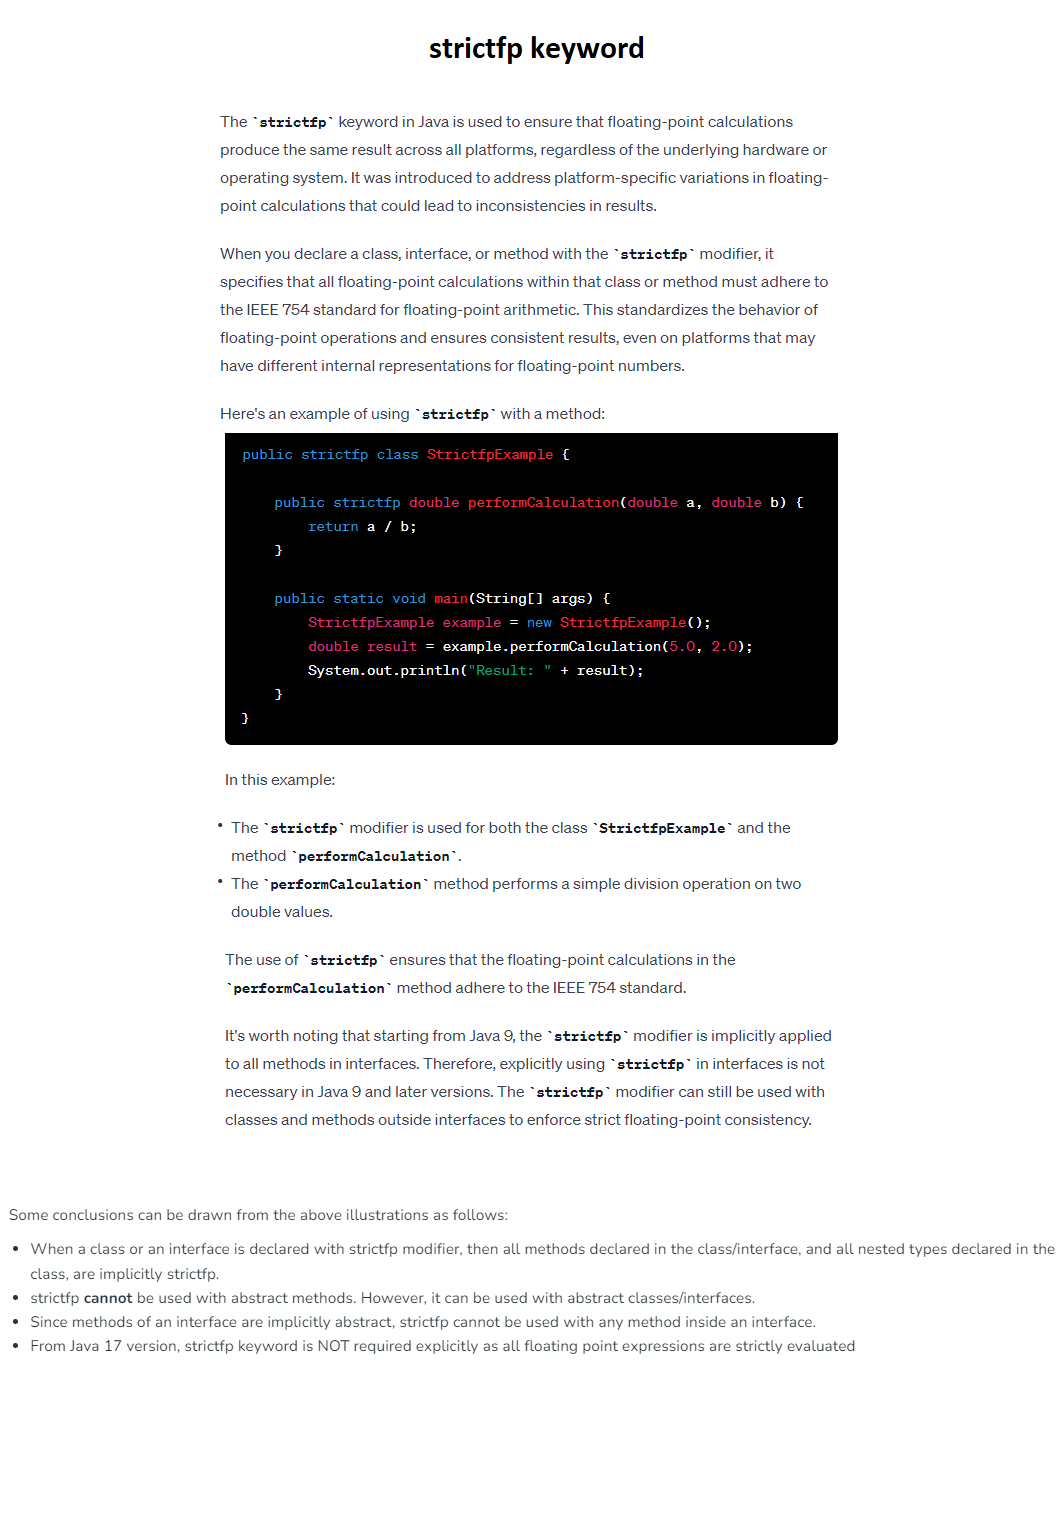 strictfp keyword
The `strictfp` keyword in Java is used to ensure that floating-point calculations
produce the same result across all platforms, regardless of the underlying hardware or
operating system. It was introduced to address platform-specific variations in floating-
point calculations that could lead to inconsistencies in results.
When you declare a class, interface, or method with the `strictfp` modifier, it
specifies that all floating-point calculations within that class or method must adhere to
the IEEE 754 standard for floating-point arithmetic. This standardizes the behavior of
floating-point operations and ensures consistent results, even on platforms that may
have different internal representations for floating-point numbers.
Here's an example of using `strictfp` with a method:
public strictfp class StrictfpExample {
    public strictfp double performCalculation(double a, double b) {
        return a / b;
    }
    public static void main(String[] args) {
        StrictfpExample example = new StrictfpExample();
        double result = example.performCalculation(5.0, 2.0);
        System.out.println("Result: " + result);
    }
}
In this example:
• The `strictfp` modifier is used for both the class `StrictfpExample` and the
method `performCalculation`.
• The `performCalculation` method performs a simple division operation on two
double values.
The use of `strictfp` ensures that the floating-point calculations in the
`performCalculation` method adhere to the IEEE 754 standard.
It's worth noting that starting from Java 9, the `strictfp` modifier is implicitly applied
to all methods in interfaces. Therefore, explicitly using `strictfp` in interfaces is not
necessary in Java 9 and later versions. The `strictfp` modifier can still be used with
classes and methods outside interfaces to enforce strict floating-point consistency.
Some conclusions can be drawn from the above illustrations as follows:
• When a class or an interface is declared with strictfp modifier, then all methods declared in the class/interface, and all nested types declared in the
class, are implicitly strictfp.
• strictfp cannot be used with abstract methods. However, it can be used with abstract classes/interfaces.
• Since methods of an interface are implicitly abstract, strictfp cannot be used with any method inside an interface.
• From Java 17 version, strictfp keyword is NOT required explicitly as all floating point expressions are strictly evaluated